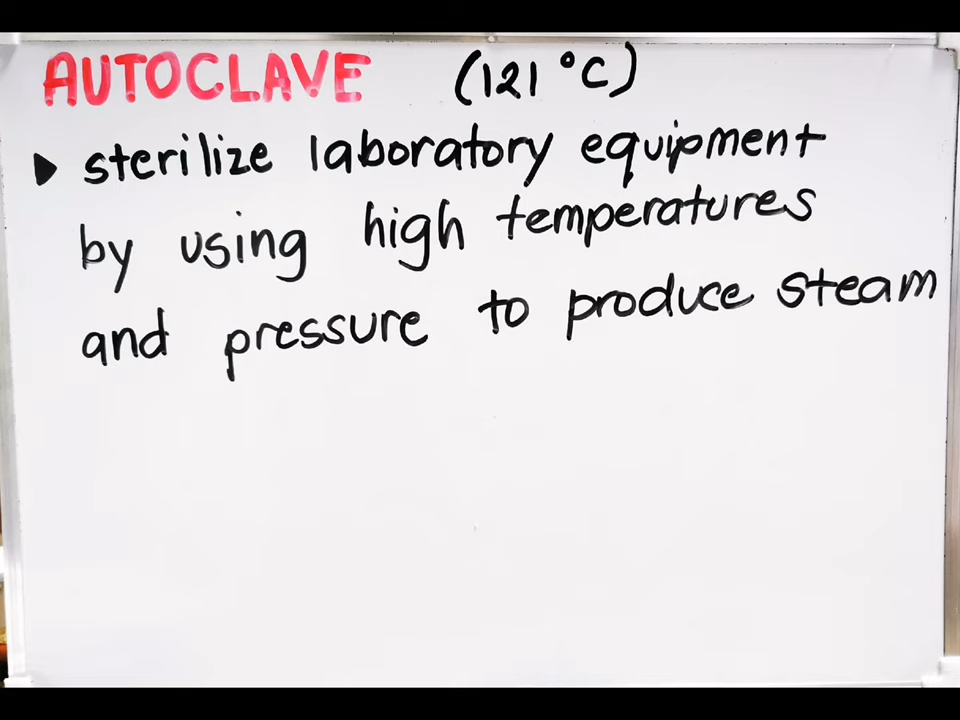 AUTOCLAVE (121 °C)
▶ sterilize laboratory equipment
by using high temperatures
and pressure to produce steam